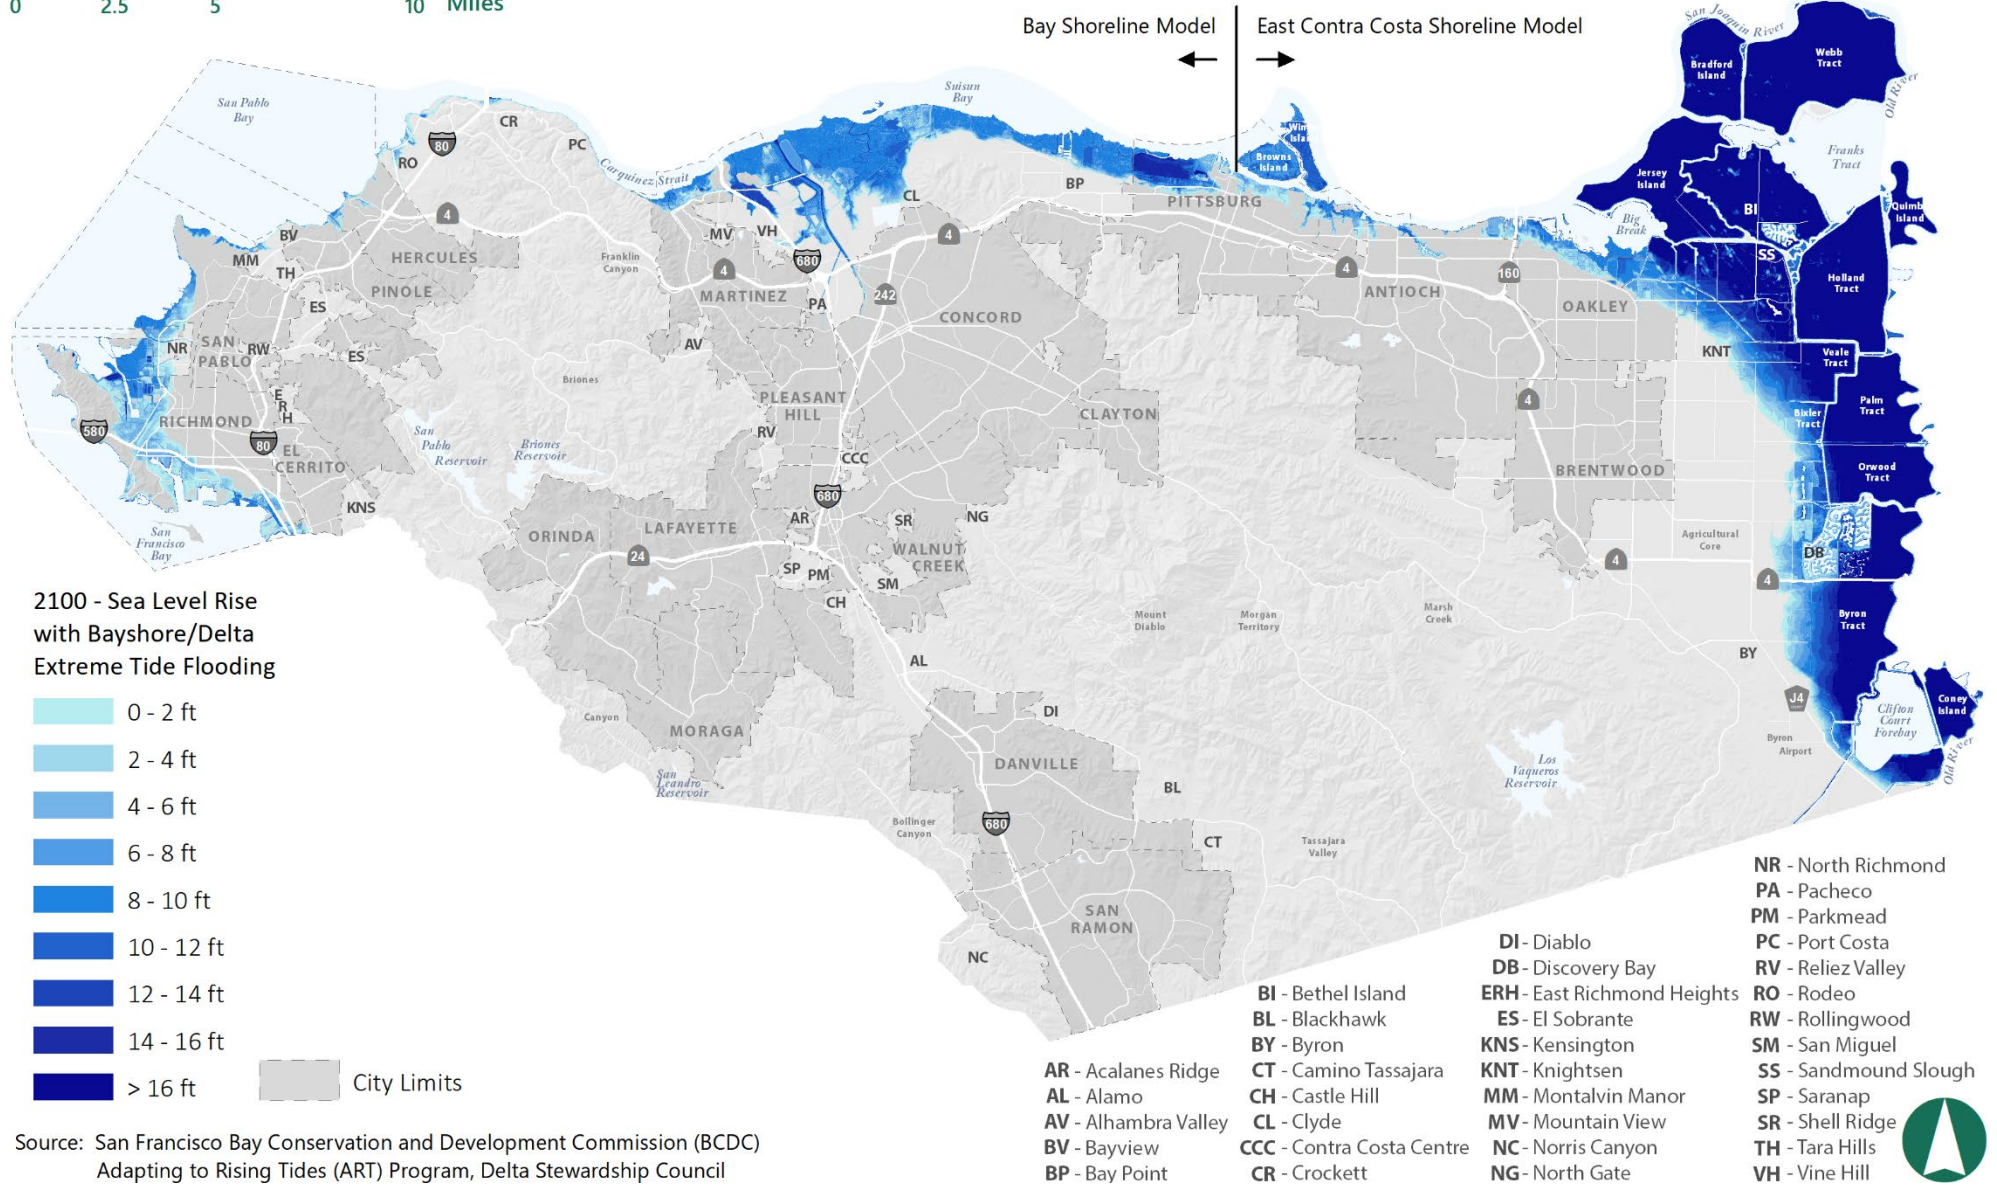 0 2.5 5 10 Miles
Bay Shoreline Model
East Contra Costa Shoreline Model
San Joaquin River
Bradford
Island
Webb
Tract
Old River
Franks
Tract
San Pablo
Bay
Suisun
Bay
CR
80
PC
RO
Carquinez Strait
Browns
Island
Jersey
Island
BI
Big
Break
SS
Holland
Tract
CL
BP
PITTSBURG
4
BV
MM
TH
HERCULES
PINOLE
ES
Franklin
Canyon
MV
VH
4
680
MARTINEZ
PA
242
4
CONCORD
4
ANTIOCH
160
OAKLEY
KNT
Veale
Tract
NR
SAN
PABLO
RW
ES
AV
Briones
PLEASANT
HILL
CLAYTON
4
Bixler
Tract
Palm
Tract
E
R
H
RICHMOND
580
80
EL
CERRITO
San
Pablo
Reservoir
Briones
Reservoir
RV
CCC
680
BRENTWOOD
Orwood
Tract
KNS
San
Francisco
Bay
ORINDA
LAFAYETTE
24
AR
SR
NG
WALNUT
CREEK
SP
PM
SM
CH
Agricultural
Core
4
DB
4
Mount
Diablo
Morgan
Territory
Marsh
Creek
Byron
Tract
BY
AL
J4
Clifton
Court
Forebay
Coney
Island
Old River
Byron
Airport
Canyon
MORAGA
DI
DANVILLE
San
Leandro
Reservoir
BL
Los
Vaqueros
Reservoir
Bollinger
Canyon
680
CT
Tassajara
Valley
SAN
RAMON
NC
2100 - Sea Level Rise
with Bayshore/Delta
Extreme Tide Flooding
0 - 2 ft
2 - 4 ft
4 - 6 ft
6 - 8 ft
8 - 10 ft
10 - 12 ft
12 - 14 ft
14 - 16 ft
> 16 ft
City Limits
AR - Acalanes Ridge
AL - Alamo
AV - Alhambra Valley
BV - Bayview
BP - Bay Point
BI - Bethel Island
BL - Blackhawk
BY - Byron
CT - Camino Tassajara
CH - Castle Hill
CL - Clyde
CCC - Contra Costa Centre
CR - Crockett
DI - Diablo
DB - Discovery Bay
ERH - East Richmond Heights
ES - El Sobrante
KNS - Kensington
KNT - Knightsen
MM - Montalvin Manor
MV - Mountain View
NC - Norris Canyon
NG - North Gate
NR - North Richmond
PA - Pacheco
PM - Parkmead
PC - Port Costa
RV - Reliez Valley
RO - Rodeo
RW - Rollingwood
SM - San Miguel
SS - Sandmound Slough
SP - Saranap
SR - Shell Ridge
TH - Tara Hills
VH - Vine Hill
Source: San Francisco Bay Conservation and Development Commission (BCDC)
Adapting to Rising Tides (ART) Program, Delta Stewardship Council